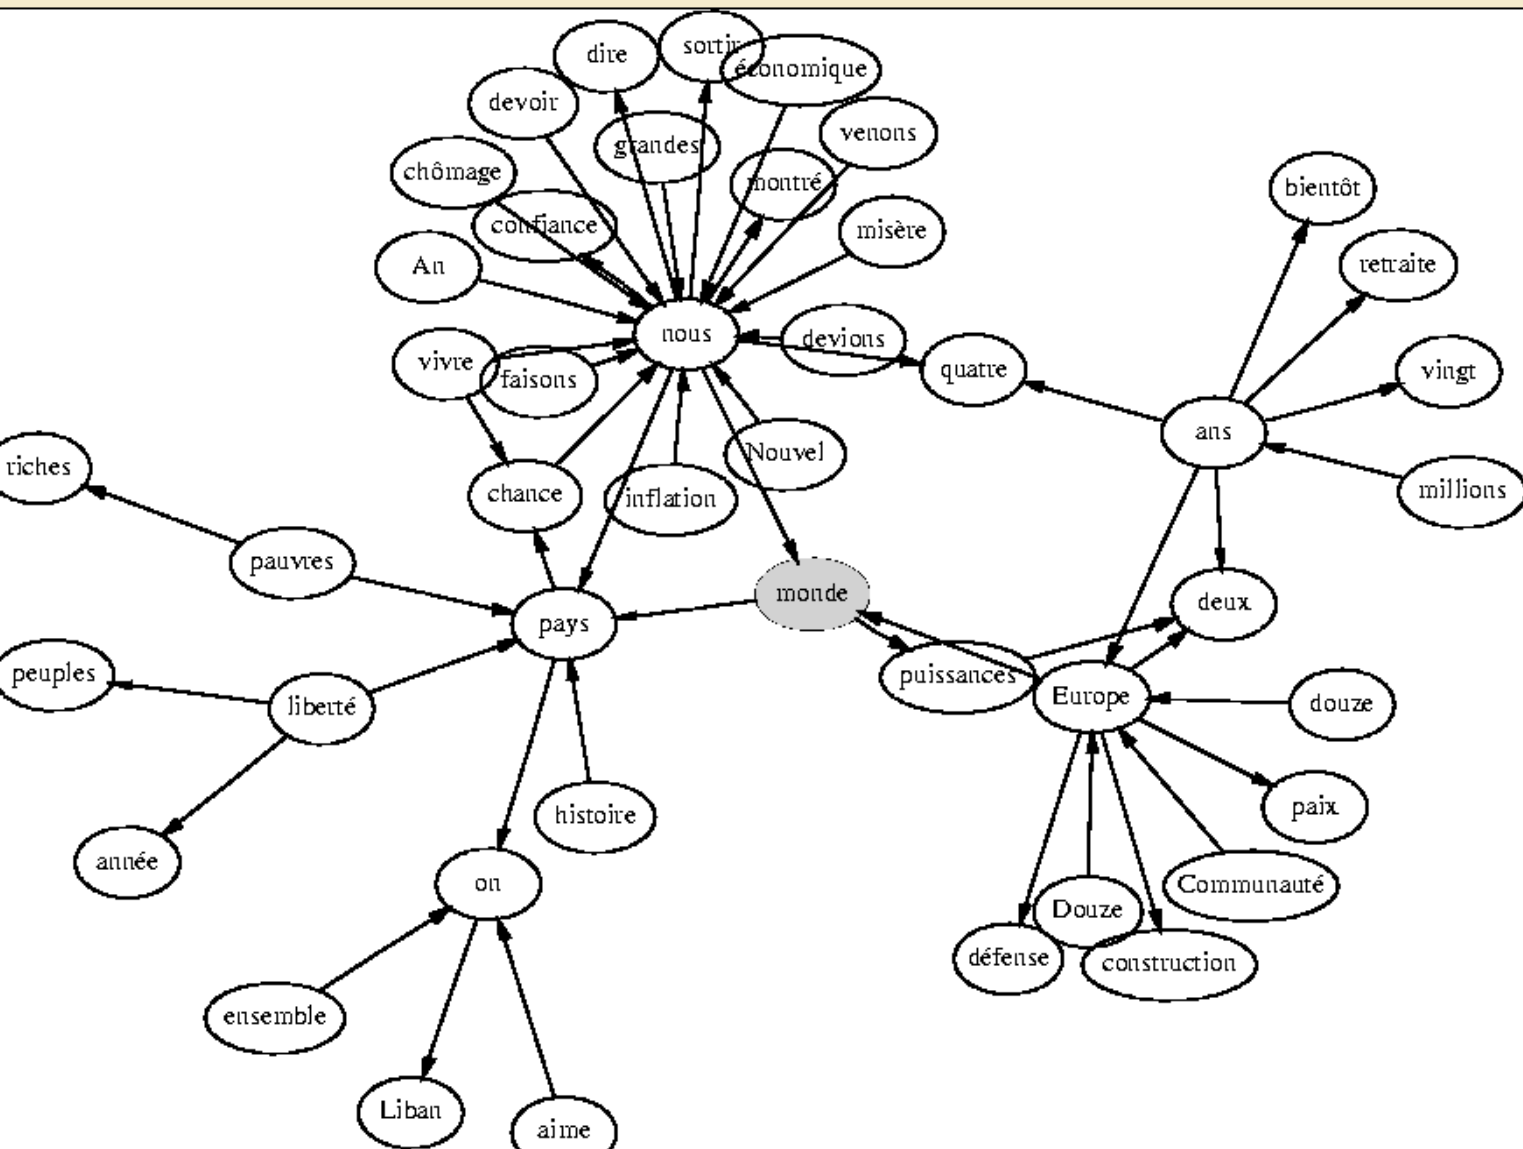 sortir
dire
économique
devoir
venons
grandes
chômage
montré
bientôt
confiance
misère
An
retraite
nous
devions
vivre
quatre
vingt
faisons
ans
Nouvel
riches
millions
chance
inflation
pauvres
monde
deux
pays
peuples
puissances
Europe
douze
liberté
paix
histoire
année
on
Communauté
Douze
défense
construction
ensemble
Liban
aime